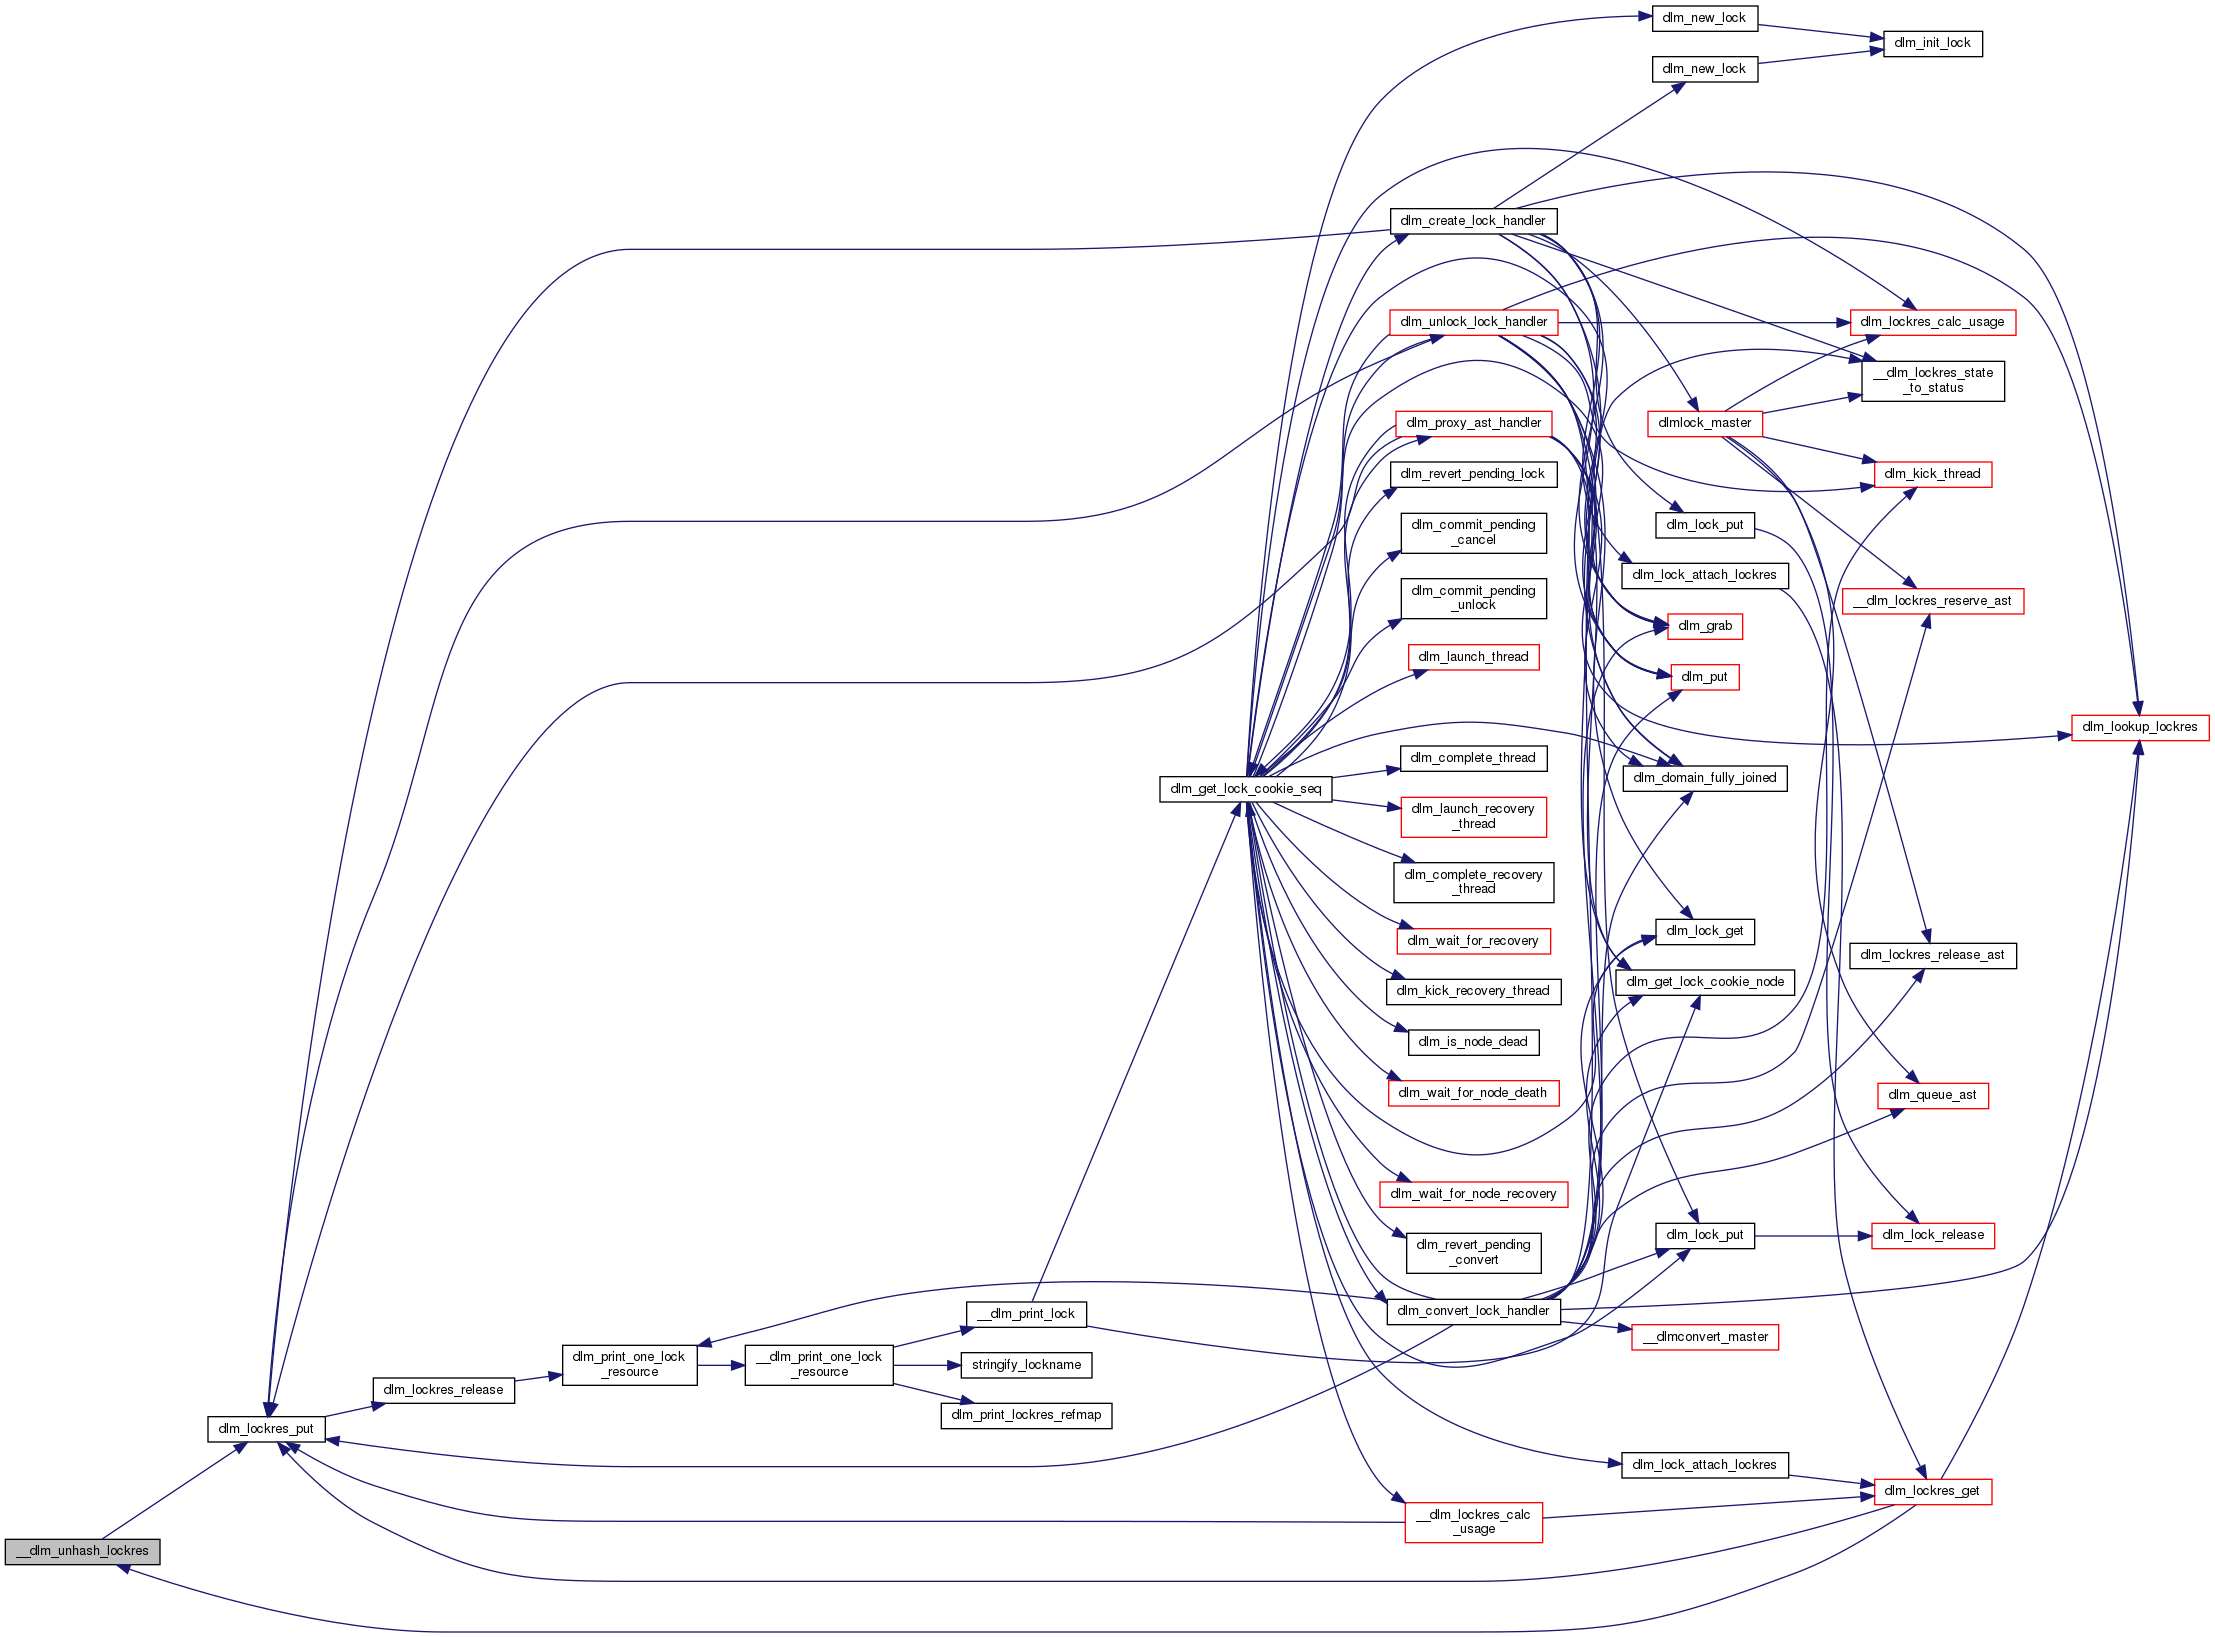 dlm_new_lock
dlm_init_lock
dlm_new_lock
dlm_create_lock_handler
dlm_unlock_lock_handler
dlm_lockres_calc_usage
__dlm_lockres_state
_to_status
dlm_proxy_ast_handler
dlmlock_master
dlm_revert_pending_lock
dlm_kick_thread
dlm_commit_pending
_cancel
dlm_lock_put
dlm_lock_attach_lockres
dlm_commit_pending
_unlock
__dlm_lockres_reserve_ast
dlm_grab
dlm_launch_thread
dlm_put
dlm_lookup_lockres
dlm_complete_thread
dlm_domain_fully_joined
dlm_get_lock_cookie_seq
dlm_launch_recovery
_thread
dlm_complete_recovery
_thread
dlm_wait_for_recovery
dlm_lock_get
dlm_lockres_release_ast
dlm_kick_recovery_thread
dlm_get_lock_cookie_node
dlm_is_node_dead
dlm_wait_for_node_death
dlm_queue_ast
dlm_wait_for_node_recovery
dlm_revert_pending
_convert
dlm_lock_put
dlm_lock_release
__dlm_print_lock
dlm_convert_lock_handler
__dlmconvert_master
dlm_print_one_lock
_resource
__dlm_print_one_lock
_resource
stringify_lockname
dlm_lockres_release
dlm_print_lockres_refmap
dlm_lockres_put
dlm_lock_attach_lockres
dlm_lockres_get
__dlm_lockres_calc
_usage
__dlm_unhash_lockres